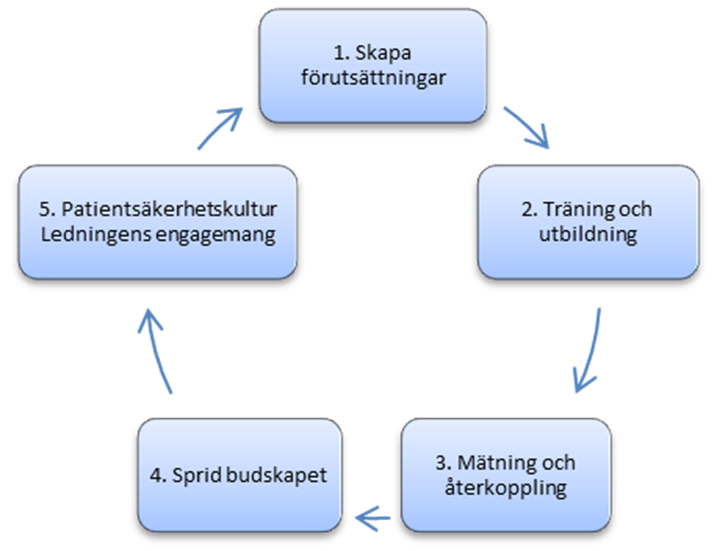 1. Skapa
förutsättningar
2. Träning och
utbildning
3. Mätning och
återkoppling
4. Sprid budskapet
5. Patientsäkerhetskultur
Ledningens engagemang